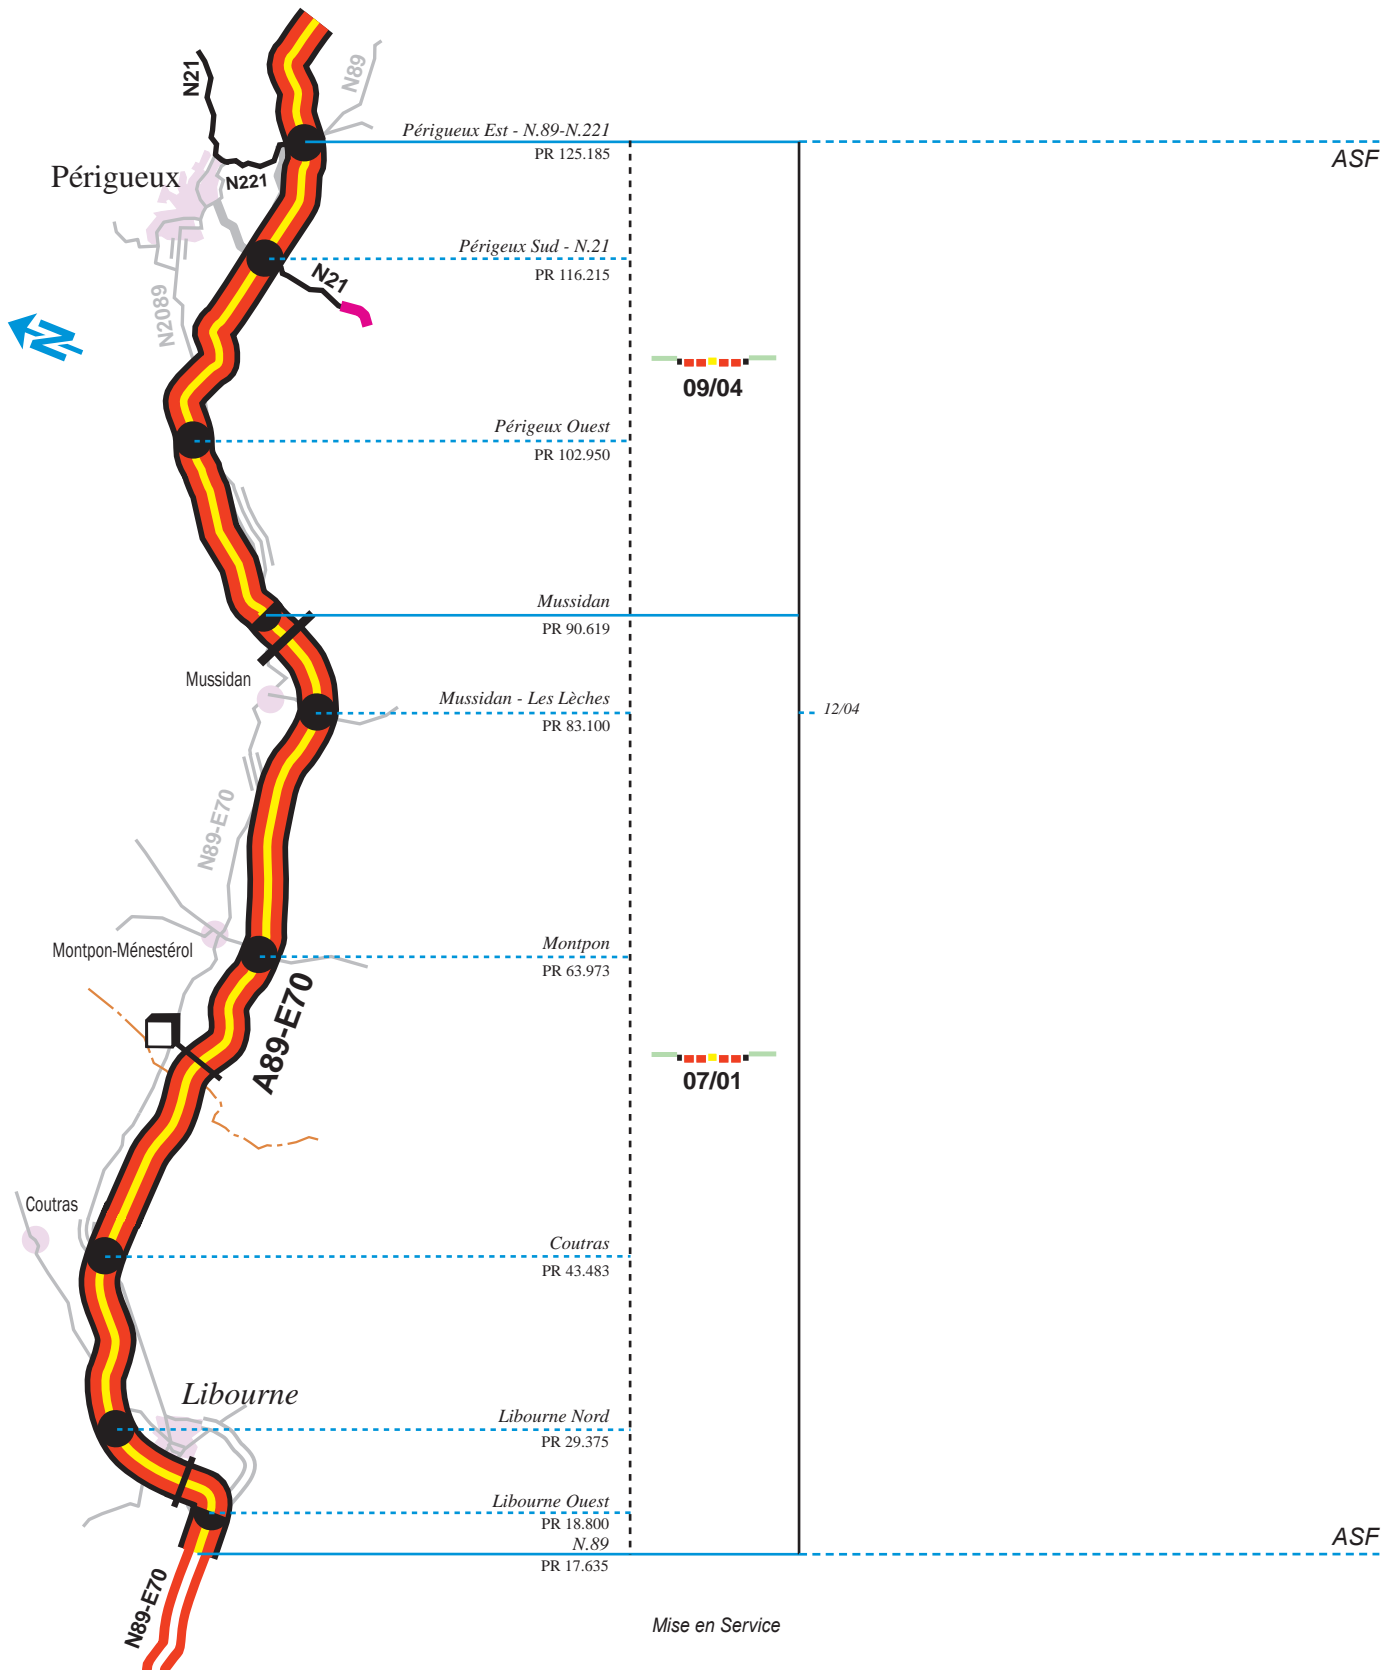 N21
N89
Périgueux Est - N.89-N.221
PR 125.185
ASF
Périgueux
N221
Périgeux Sud - N.21
PR 116.215
N21
N2089
N
09/04
Périgeux Ouest
PR 102.950
Mussidan
PR 90.619
Mussidan
Mussidan - Les Lèches
PR 83.100
12/04
N89-E70
Montpon
PR 63.973
Montpon-Ménestérol
A89-E70
07/01
Coutras
Coutras
PR 43.483
Libourne
Libourne Nord
PR 29.375
Libourne Ouest
PR 18.800
N.89
PR 17.635
ASF
N89-E70
Mise en Service